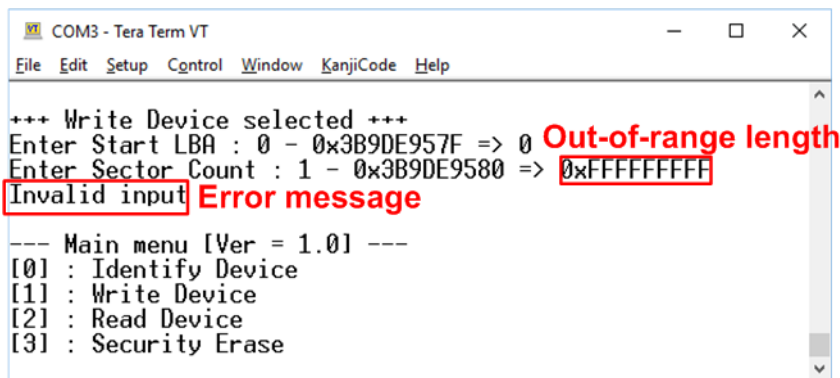 COM3 - Tera Term VT
File Edit Setup Control Window KanjiCode Help
+++ Write Device selected +++
Enter Start LBA : 0 - 0x3B9DE957F => 0 Out-of-range length
Enter Sector Count : 1 - 0x3B9DE9580 => 0xFFFFFFFFF
Invalid input Error message
--- Main menu [Ver = 1.0] ---
[0] : Identify Device
[1] : Write Device
[2] : Read Device
[3] : Security Erase